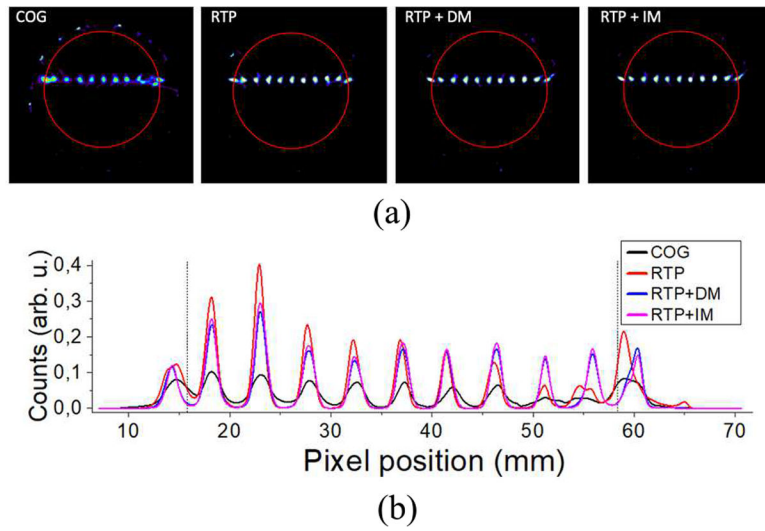 COG
RTP
RTP + DM
RTP + IM
(a)
Counts (arb. u.)
0,4
0,3
0,2
0,1
0,0
COG
RTP
RTP+DM
RTP+IM
10 20 30 40 50 60 70
Pixel position (mm)
(b)